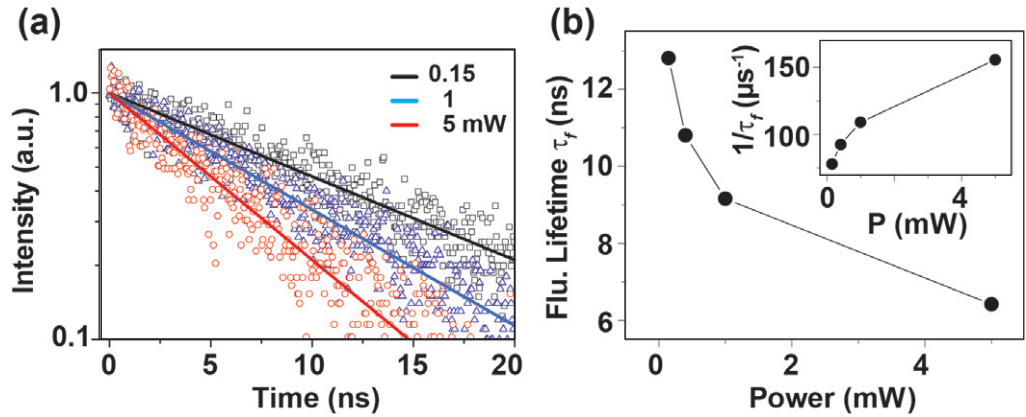 (a)
Intensity (a.u.)
1.0
0.1
0.15
1
5 mW
0 5 10 15 20
Time (ns)
(b)
Flu. Lifetime τf (ns)
12
10
8
6
0 2 4
Power (mW)
1/τf (μs⁻¹)
150
100
0 4
P (mW)